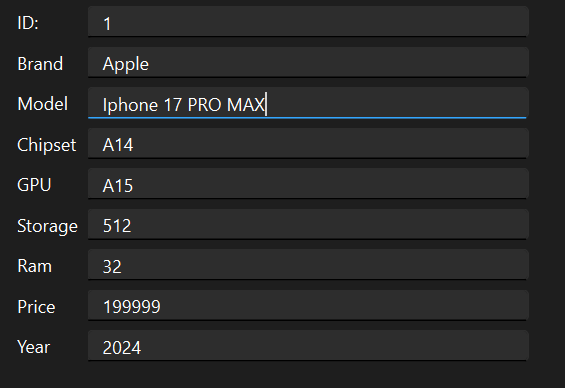 ID: 1
Brand Apple
Model Iphone 17 PRO MAX
Chipset A14
GPU A15
Storage 512
Ram 32
Price 199999
Year 2024